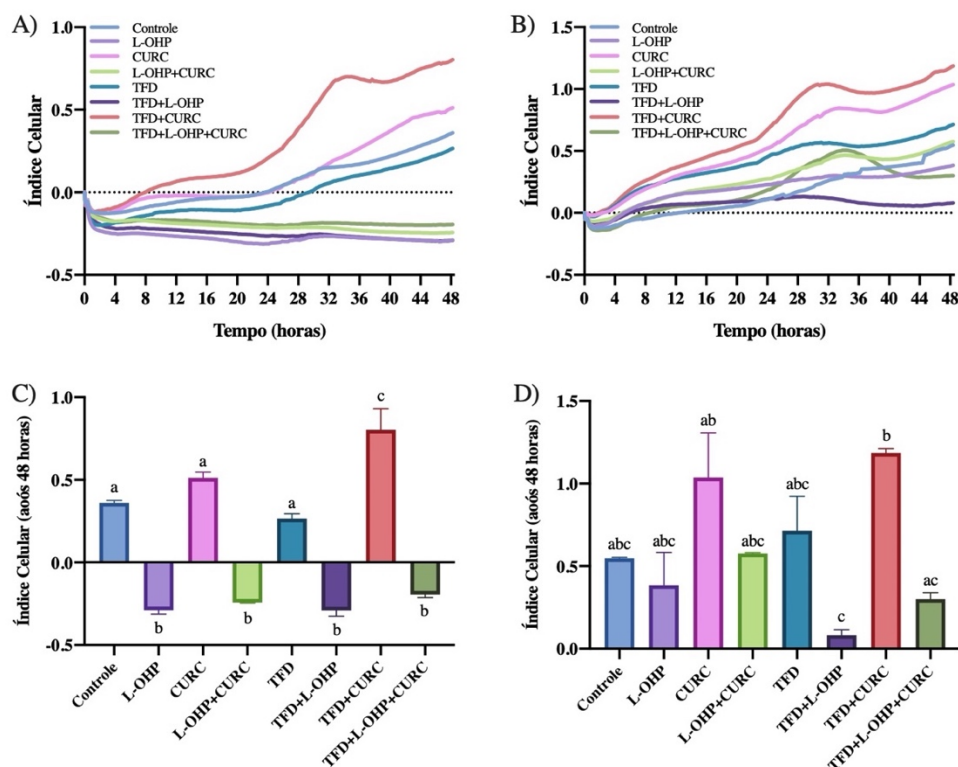 A)
Controle
L-OHP
CURC
L-OHP+CURC
TFD
TFD+L-OHP
TFD+CURC
TFD+L-OHP+CURC
1.0
0.5
0.0
-0.5
Índice Celular
0 4 8 12 16 20 24 28 32 36 40 44 48
Tempo (horas)
B)
Controle
L-OHP
CURC
L-OHP+CURC
TFD
TFD+L-OHP
TFD+CURC
TFD+L-OHP+CURC
1.5
1.0
0.5
0.0
-0.5
Índice Celular
0 4 8 12 16 20 24 28 32 36 40 44 48
Tempo (horas)
C)
1.0
0.5
0.0
-0.5
Índice Celular (aoós 48 horas)
a b a b a b c b
Controle
L-OHP
CURC
L-OHP+CURC
TFD
TFD+L-OHP
TFD+CURC
TFD+L-OHP+CURC
D)
1.5
1.0
0.5
0.0
Índice Celular (aoós 48 horas)
abc abc ab abc abc c b ac
Controle
L-OHP
CURC
L-OHP+CURC
TFD
TFD+L-OHP
TFD+CURC
TFD+L-OHP+CURC